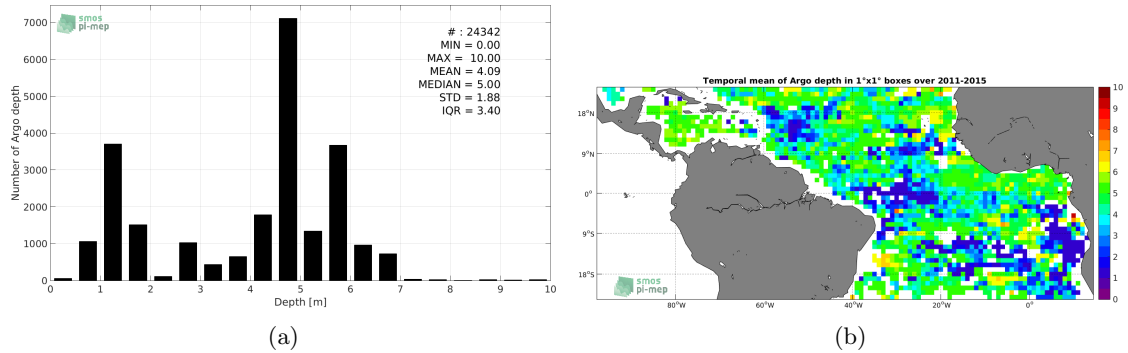 smos
pi-mep
7000
6000
5000
4000
3000
2000
1000
0
Number of Argo depth
# : 24342
MIN = 0.00
MAX = 10.00
MEAN = 4.09
MEDIAN = 5.00
STD = 1.88
IQR = 3.40
0 1 2 3 4 5 6 7 8 9 10
Depth [m]
(a)
Temporal mean of Argo depth in 1°x1° boxes over 2011-2015
18°N
9°N
0°
9°S
18°S
80°W 60°W 40°W 20°W 0°
10
9
8
7
6
5
4
3
2
1
0
smos
pi-mep
(b)